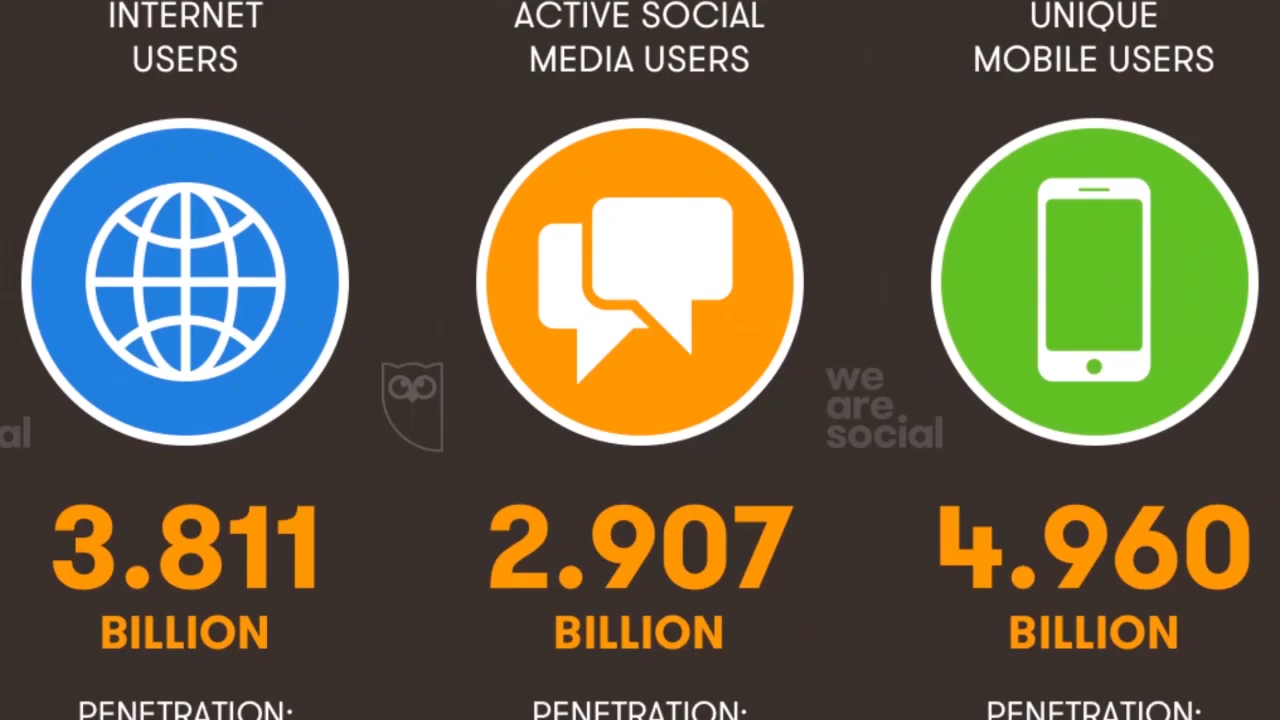 INTERNET
USERS
ACTIVE SOCIAL
MEDIA USERS
UNIQUE
MOBILE USERS
al
we
are
social
3.811
BILLION
2.907
BILLION
4.960
BILLION
PENETRATION:
PENETRATION:
PENETRATION: